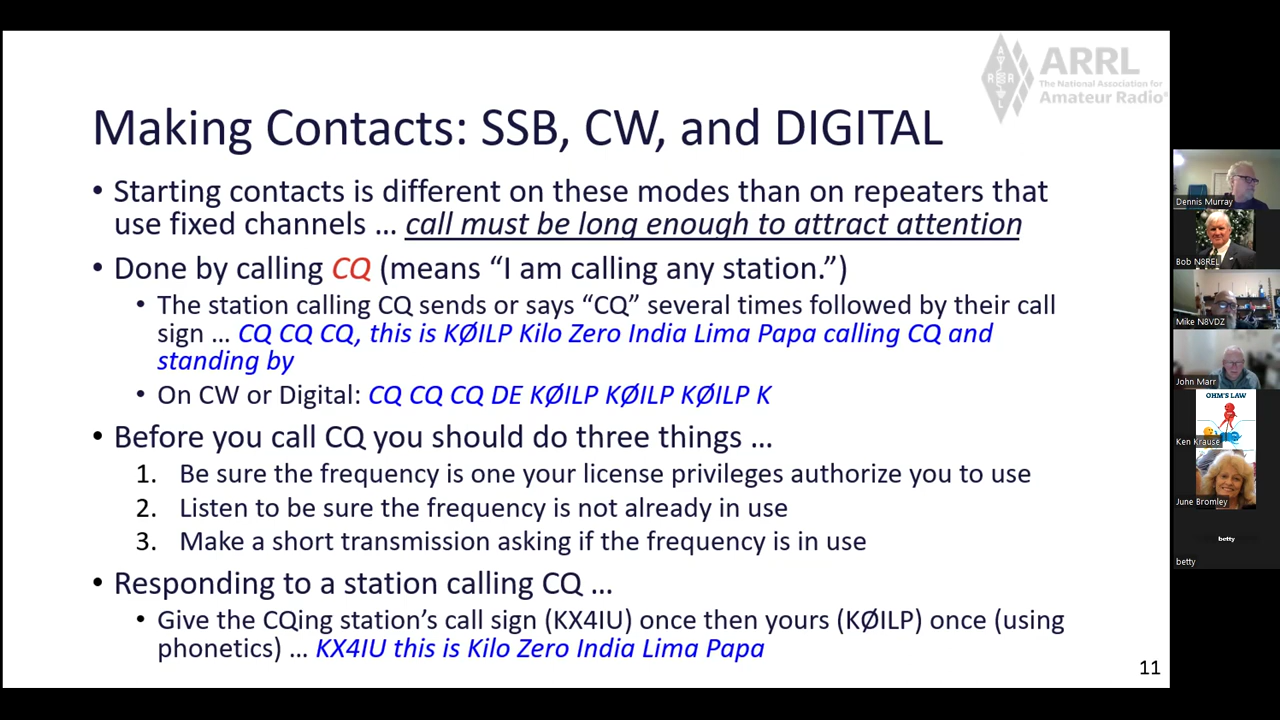 ARRL
The National Association for
Amateur Radio®
Making Contacts: SSB, CW, and DIGITAL
• Starting contacts is different on these modes than on repeaters that
use fixed channels … call must be long enough to attract attention
• Done by calling CQ (means “I am calling any station.”)
• The station calling CQ sends or says “CQ” several times followed by their call
sign … CQ CQ CQ, this is KØILP Kilo Zero India Lima Papa calling CQ and
standing by
• On CW or Digital: CQ CQ CQ DE KØILP KØILP KØILP K
• Before you call CQ you should do three things …
1. Be sure the frequency is one your license privileges authorize you to use
2. Listen to be sure the frequency is not already in use
3. Make a short transmission asking if the frequency is in use
• Responding to a station calling CQ …
• Give the CQing station’s call sign (KX4IU) once then yours (KØILP) once (using
phonetics) … KX4IU this is Kilo Zero India Lima Papa
11
Dennis Murray
Bob N8REL
Mike N8VDZ
John Marr
OHM'S LAW
Ken Krause
June Bromley
betty
betty